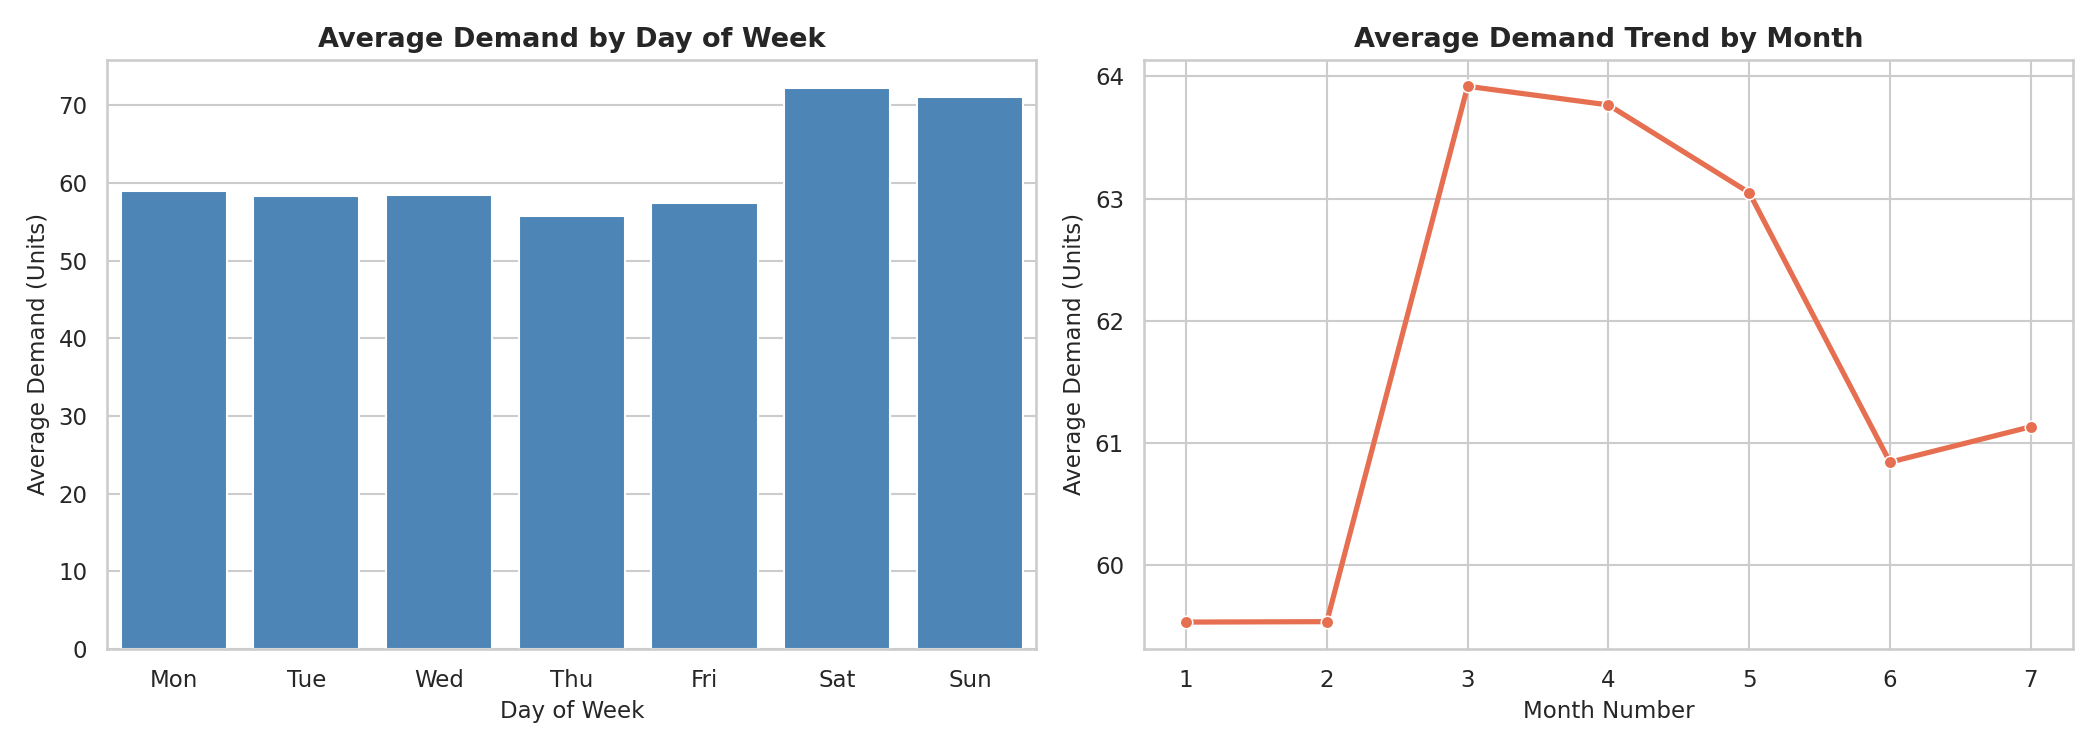 Average Demand by Day of Week
Average Demand (Units)
70
60
50
40
30
20
10
0
Mon Tue Wed Thu Fri Sat Sun
Day of Week
Average Demand Trend by Month
Average Demand (Units)
64
63
62
61
60
1 2 3 4 5 6 7
Month Number